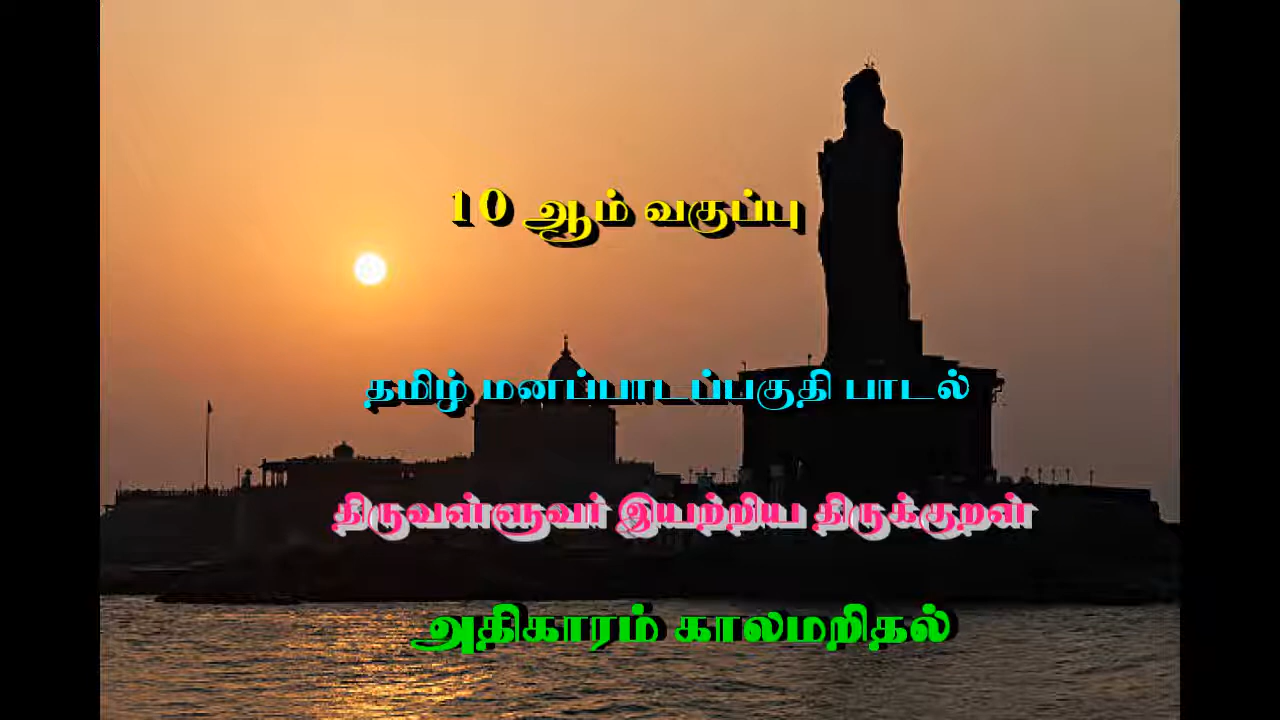 10 ஆம் வகுப்பு
தமிழ் மனப்பாடப்பகுதி பாடல்
திருவள்ளுவர் இயற்றிய திருக்குறள்
அதிகாரம் காலமறிதல்